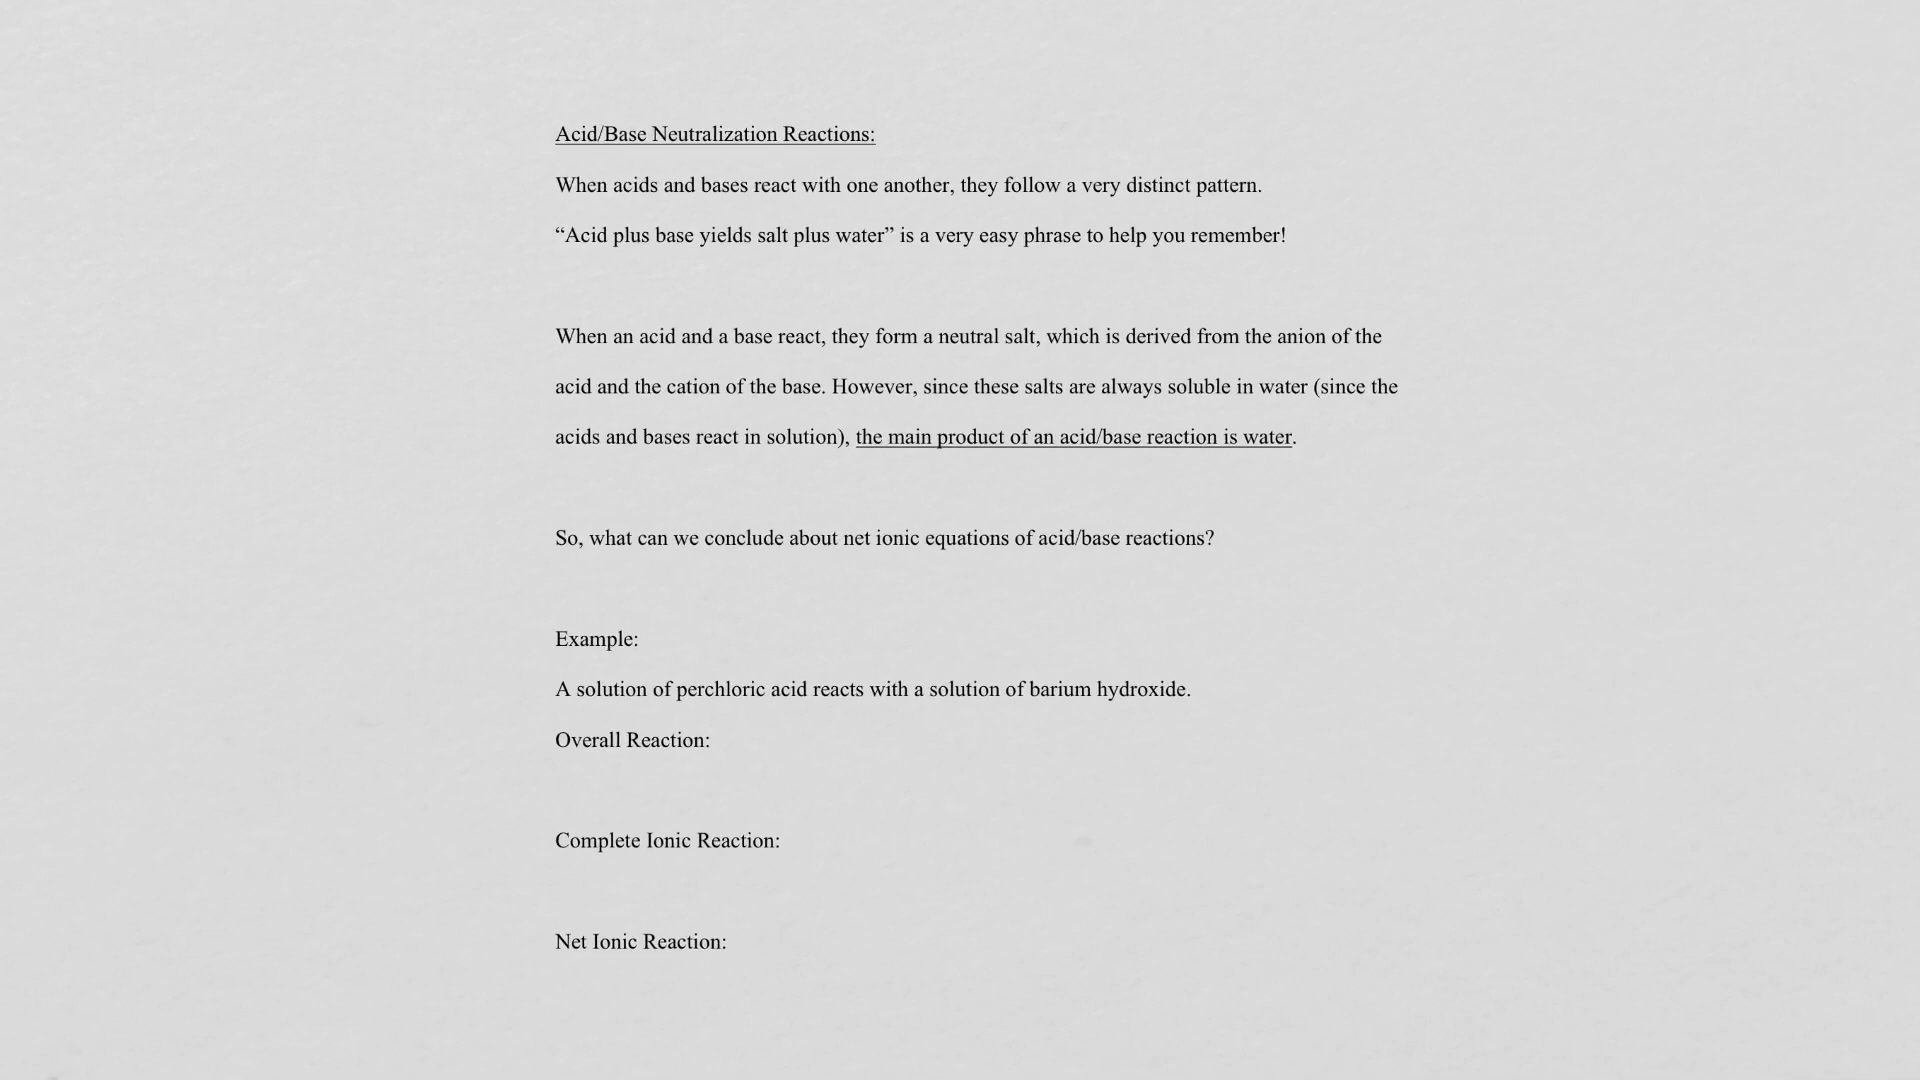 Acid/Base Neutralization Reactions:
When acids and bases react with one another, they follow a very distinct pattern.
“Acid plus base yields salt plus water” is a very easy phrase to help you remember!
When an acid and a base react, they form a neutral salt, which is derived from the anion of the
acid and the cation of the base. However, since these salts are always soluble in water (since the
acids and bases react in solution), the main product of an acid/base reaction is water.
So, what can we conclude about net ionic equations of acid/base reactions?
Example:
A solution of perchloric acid reacts with a solution of barium hydroxide.
Overall Reaction:
Complete Ionic Reaction:
Net Ionic Reaction: